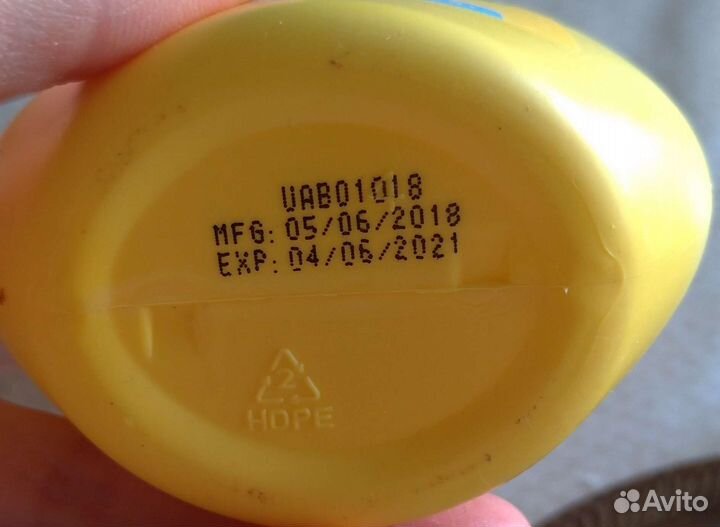 UAB01018
MFG: 05/06/2018
EXP: 04/06/2021
2
HDPE
Avito